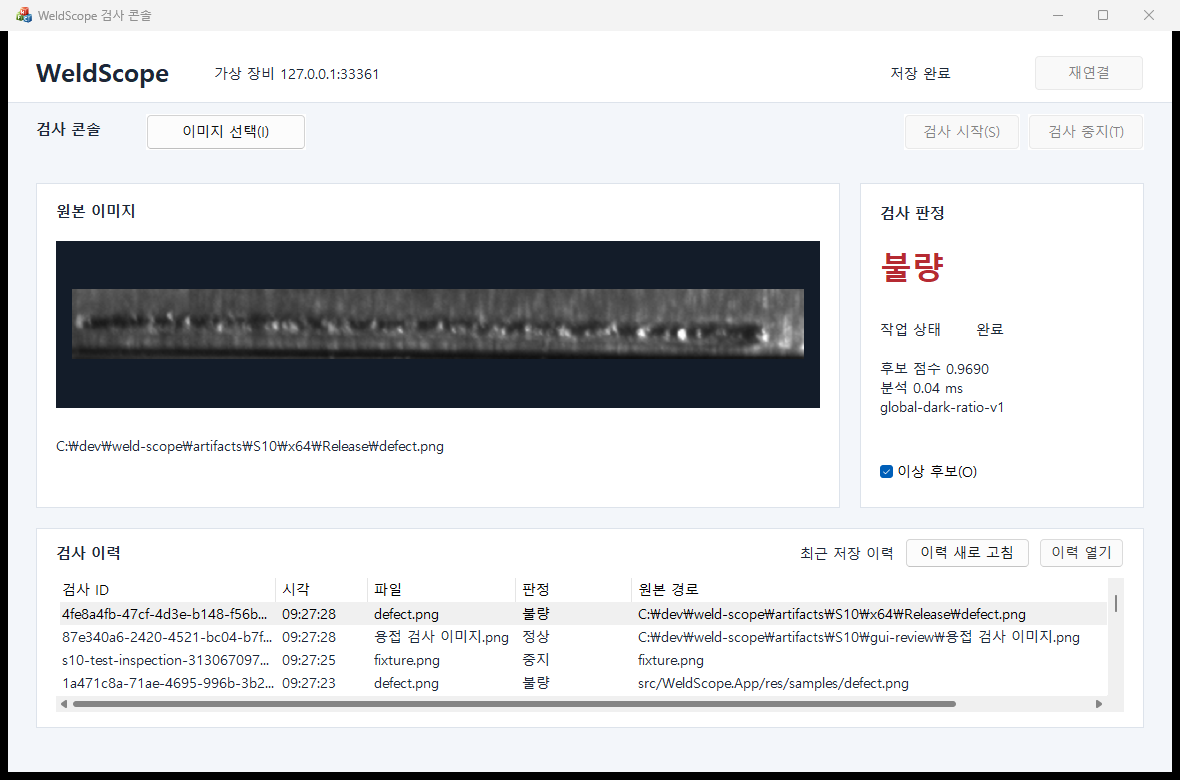 WeldScope 검사 콘솔
WeldScope 가상 장비 127.0.0.1:33361 저장 완료 재연결
검사 콘솔 이미지 선택(I) 검사 시작(S) 검사 중지(T)
원본 이미지
C:₩dev₩weld-scope₩artifacts₩S10₩x64₩Release₩defect.png
검사 판정
불량
작업 상태 완료
후보 점수 0.9690
분석 0.04 ms
global-dark-ratio-v1
이상 후보(O)
검사 이력 최근 저장 이력 이력 새로 고침 이력 열기
검사 ID 시각 파일 판정 원본 경로
4fe8a4fb-47cf-4d3e-b148-f56b... 09:27:28 defect.png 불량 C:₩dev₩weld-scope₩artifacts₩S10₩x64₩Release₩defect.png
87e340a6-2420-4521-bc04-b7f... 09:27:28 용접 검사 이미지.png 정상 C:₩dev₩weld-scope₩artifacts₩S10₩gui-review₩용접 검사 이미지.png
s10-test-inspection-313067097... 09:27:25 fixture.png 중지 fixture.png
1a471c8a-71ae-4695-996b-3b2... 09:27:23 defect.png 불량 src/WeldScope.App/res/samples/defect.png